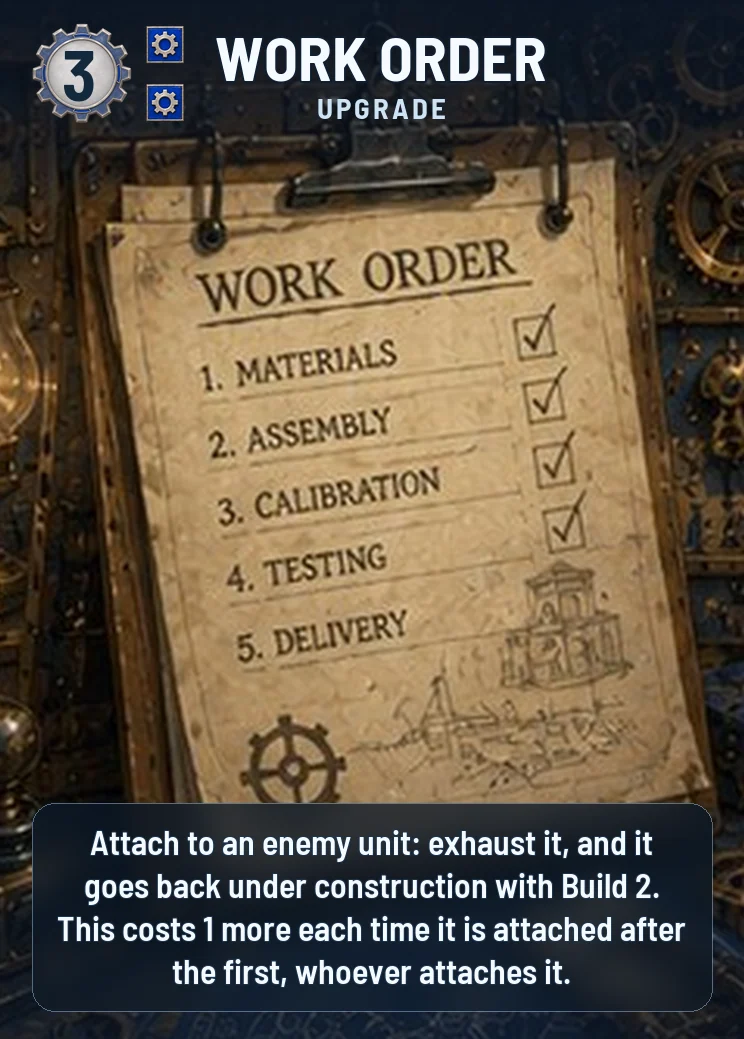 3
WORK ORDER
UPGRADE
WORK ORDER
1. MATERIALS
2. ASSEMBLY
3. CALIBRATION
4. TESTING
5. DELIVERY
Attach to an enemy unit: exhaust it, and it
goes back under construction with Build 2.
This costs 1 more each time it is attached after
the first, whoever attaches it.